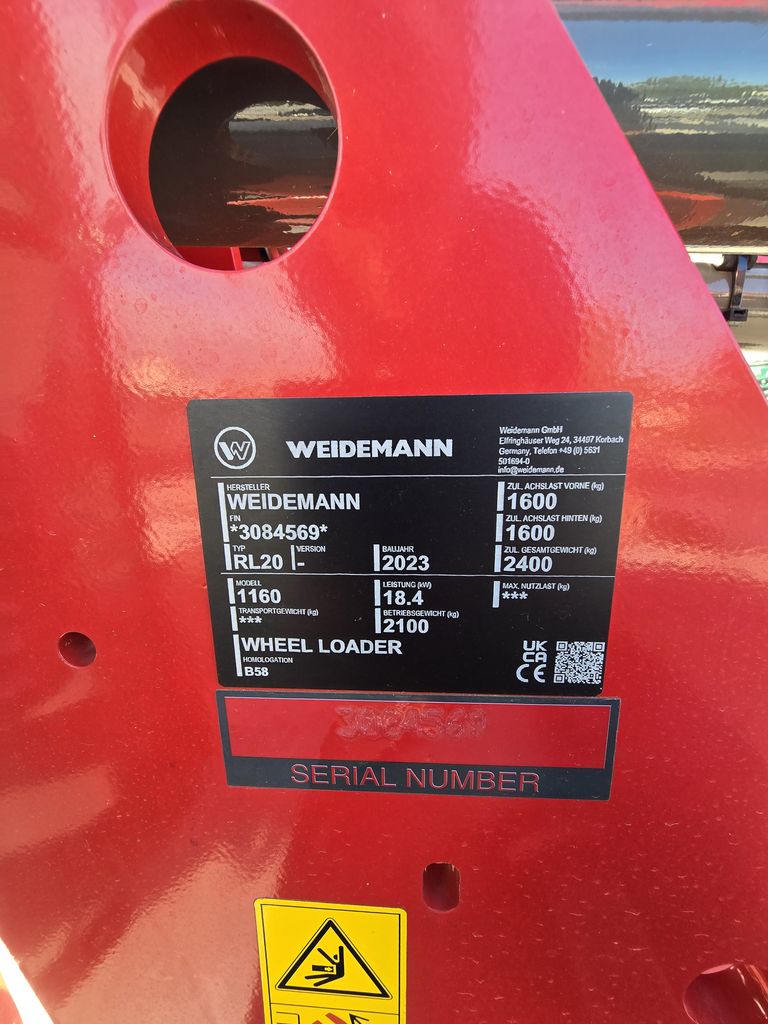 WEIDEMANN
Weidemann GmbH
Elfringhäuser Weg 24, 34497 Korbach
Germany, Telefon +49 (0) 5631
501694-0
info@weidemann.de
HERSTELLER
WEIDEMANN
FIN
*3084569*
TYP
RL20
VERSION
-
BAUJAHR
2023
ZUL. ACHSLAST VORNE (kg)
1600
ZUL. ACHSLAST HINTEN (kg)
1600
ZUL. GESAMTGEWICHT (kg)
2400
MODELL
1160
LEISTUNG (kW)
18.4
MAX. NUTZLAST (kg)
***
TRANSPORTGEWICHT (kg)
***
BETRIEBSGEWICHT (kg)
2100
WHEEL LOADER
HOMOLOGATION
B58
UK
CA
CE
3084569
SERIAL NUMBER